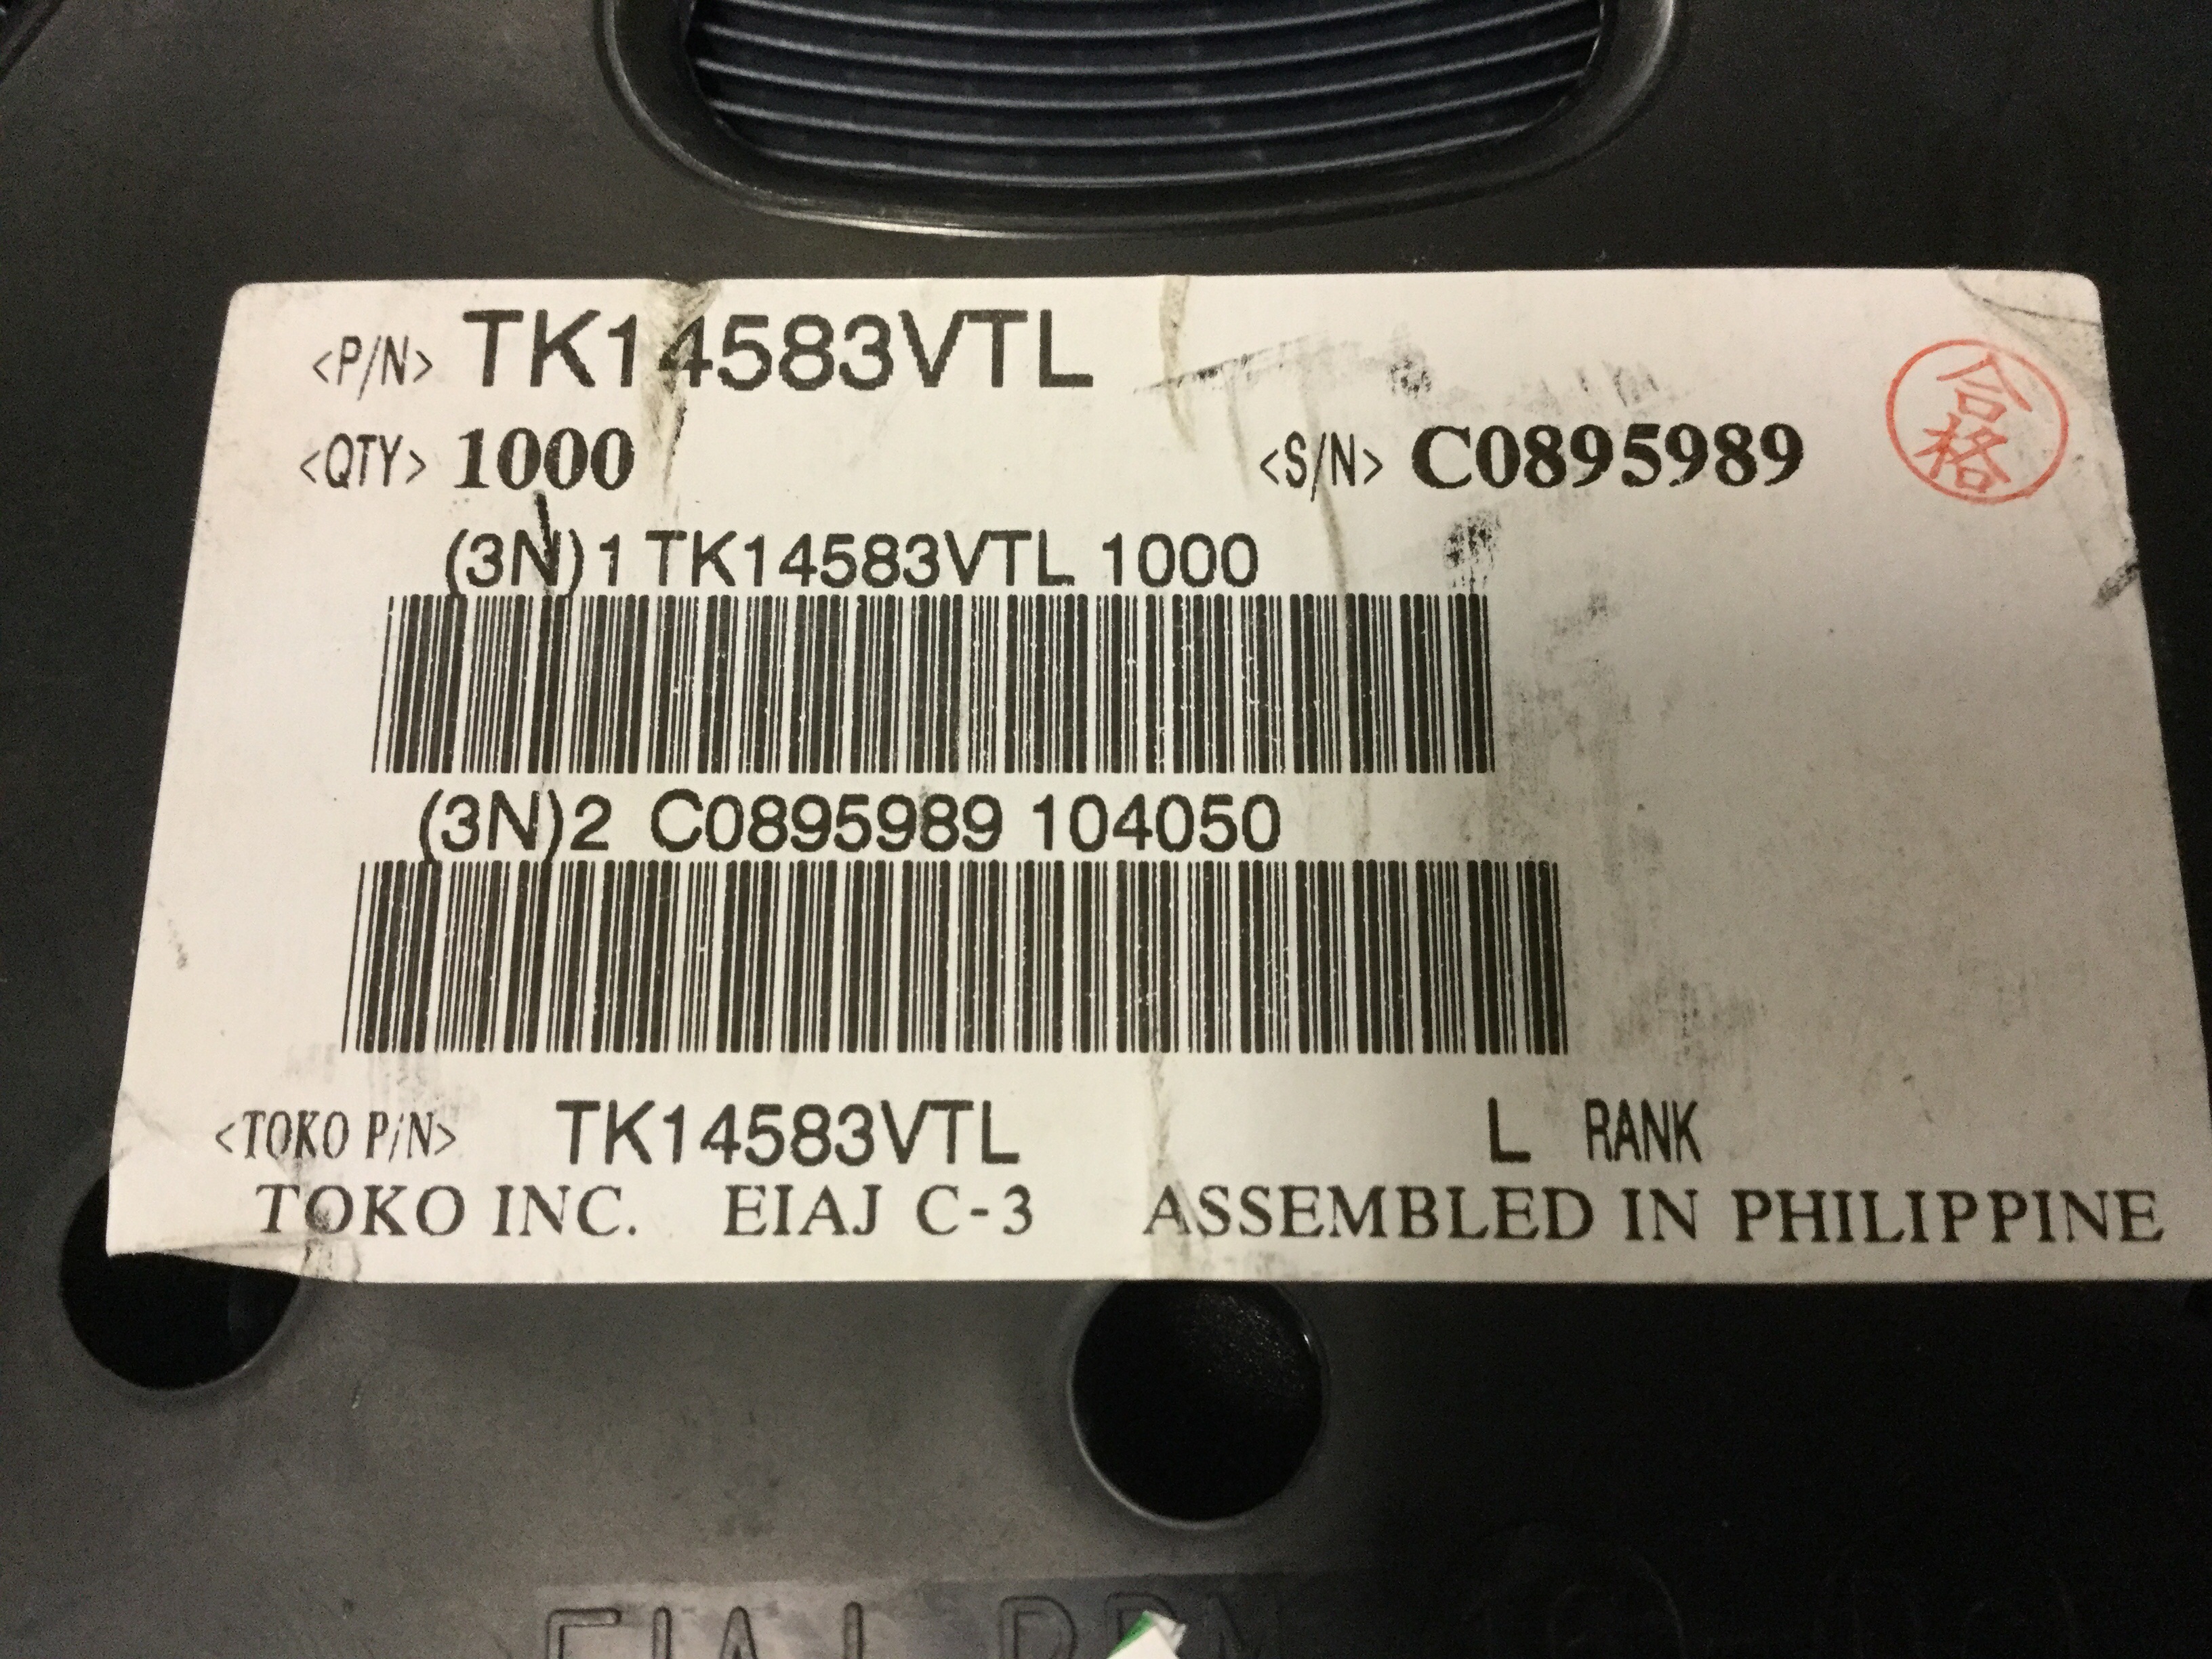 <P/N> TK14583VTL
<QTY> 1000 <S/N> C0895989
合格
(3N)1 TK14583VTL 1000
(3N)2 C0895989 104050
<TOKO P/N> TK14583VTL L RANK
TOKO INC. EIAJ C-3 ASSEMBLED IN PHILIPPINE
EIAJ